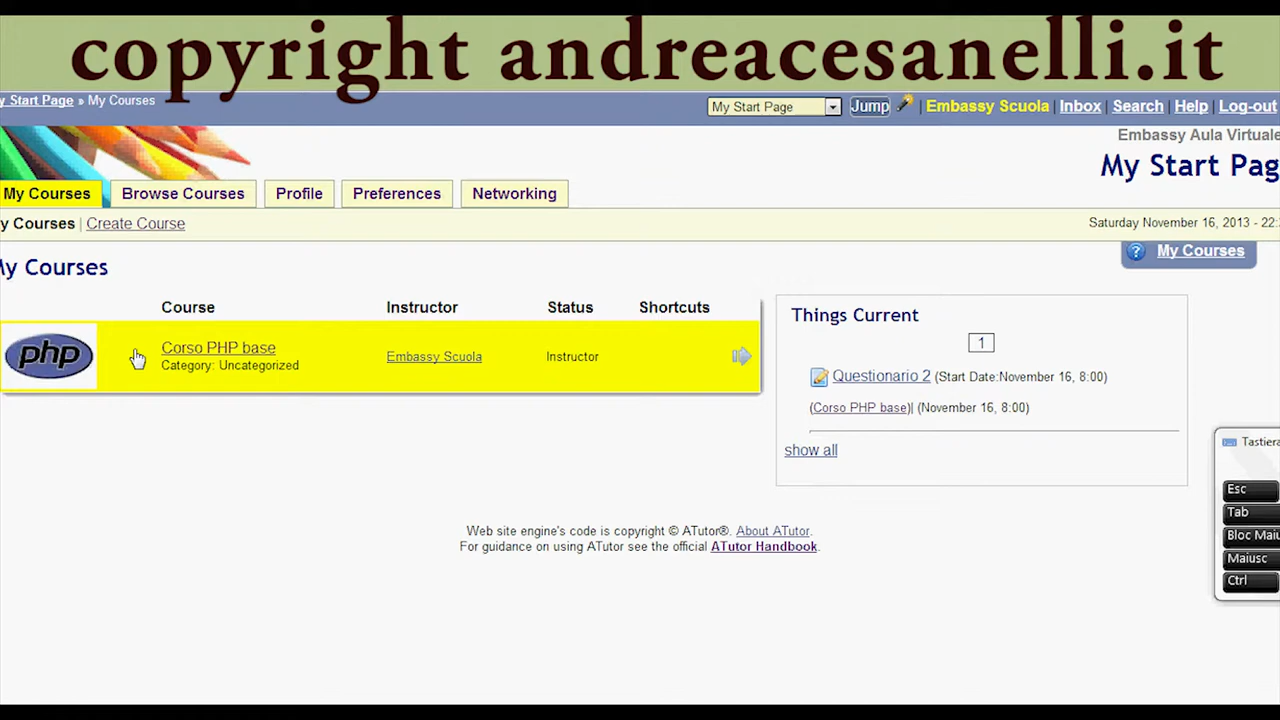 copyright andreacesanelli.it
y Start Page » My Courses
My Start Page Jump | Embassy Scuola | Inbox | Search | Help | Log-out
Embassy Aula Virtuale
My Start Pag
My Courses Browse Courses Profile Preferences Networking
y Courses | Create Course
Saturday November 16, 2013 - 22:
? My Courses
My Courses
Course Instructor Status Shortcuts
php
Corso PHP base
Category: Uncategorized
Embassy Scuola
Instructor
Things Current
1
Questionario 2 (Start Date:November 16, 8:00)
(Corso PHP base)| (November 16, 8:00)
show all
Web site engine's code is copyright © ATutor®. About ATutor.
For guidance on using ATutor see the official ATutor Handbook.
Tastiera
Esc
Tab
Bloc Maiu
Maiusc
Ctrl